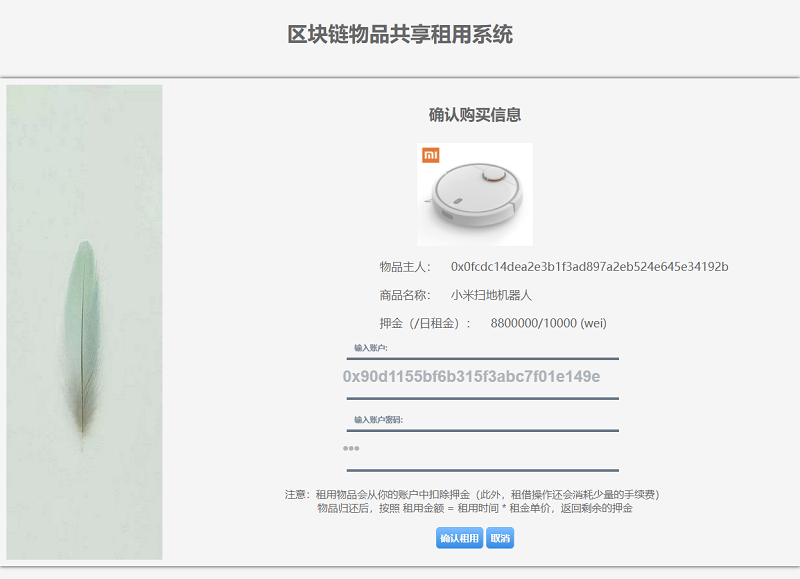 区块链物品共享租用系统
确认购买信息
mi
物品主人： 0x0fcdc14dea2e3b1f3ad897a2eb524e645e34192b
商品名称： 小米扫地机器人
押金（/日租金）： 8800000/10000 (wei)
输入账户:
0x90d1155bf6b315f3abc7f01e149e
输入账户密码:
•••
注意：租用物品会从你的账户中扣除押金（此外，租借操作还会消耗少量的手续费）
物品归还后，按照 租用金额 = 租用时间 * 租金单价，返回剩余的押金
确认租用 取消